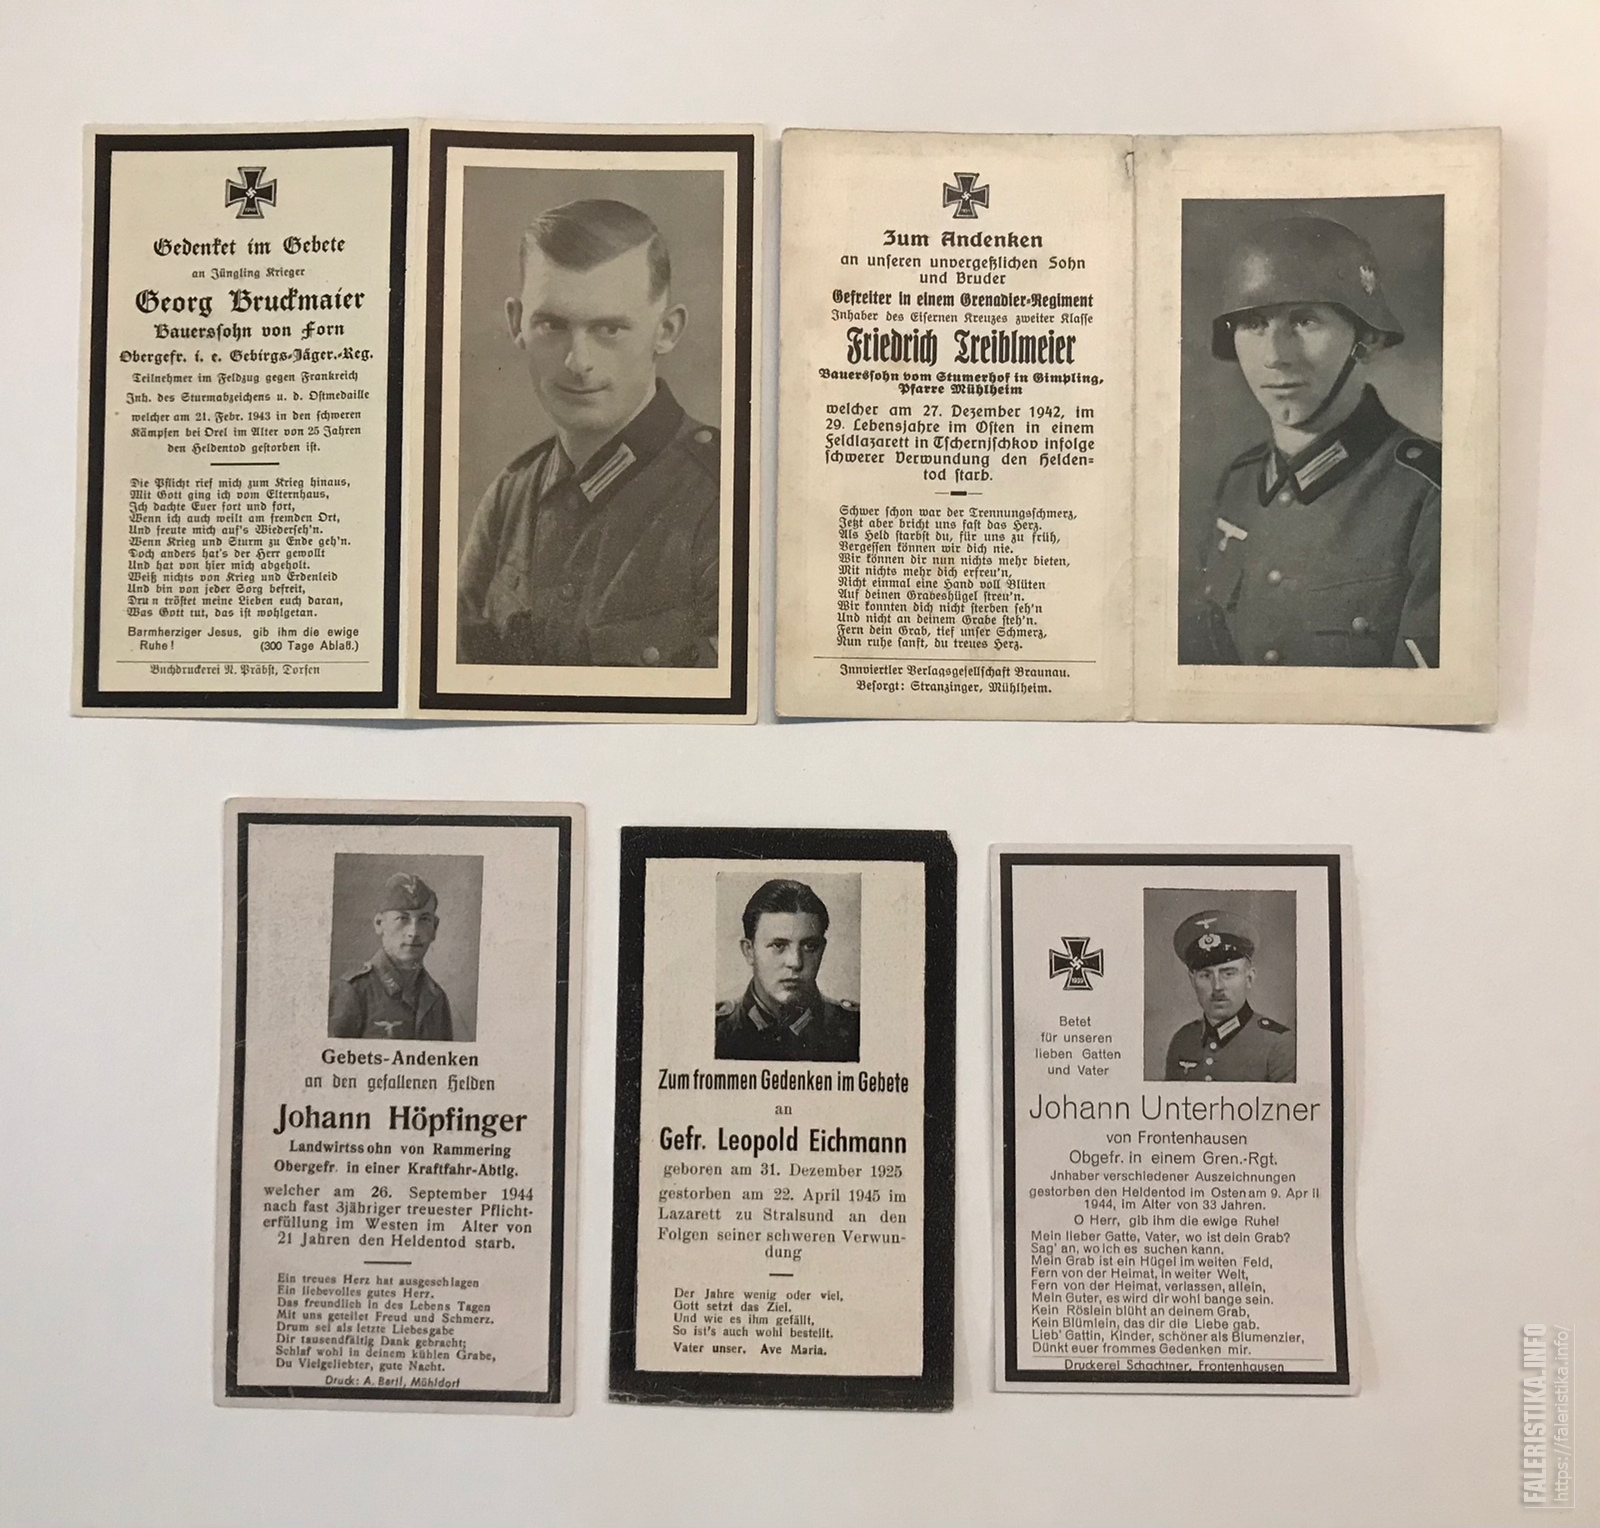 Gedenket im Gebete
an Jüngling Krieger
Georg Bruckmaier
Bauerssohn von Forn
Obergefr. i. e. Gebirgs-Jäger.-Reg.
Teilnehmer im Feldzug gegen Frankreich
Inh. des Sturmabzeichens u. d. Ostmedaille
welcher am 21. Febr. 1943 in den schweren
Kämpfen bei Orel im Alter von 25 Jahren
den Heldentod gestorben ist.
Die Pflicht rief mich zum Krieg hinaus,
Mit Gott ging ich vom Elternhaus,
Ich dachte Euer fort und fort,
Wenn ich auch weilt am fremden Ort,
Und freute mich auf's Wiederseh'n.
Wenn Krieg und Sturm zu Ende geh'n.
Doch anders hat's der Herr gewollt
Und hat von hier mich abgeholt.
Weiß nichts von Krieg und Erdenleid
Und bin von jeder Sorg befreit,
Dru n tröstet meine Lieben euch daran,
Was Gott tut, das ist wohlgetan.
Barmherziger Jesus, gib ihm die ewige
Ruhe! (300 Tage Ablaß.)
Buchdruckerei N. Präbst, Dorfen
Zum Andenken
an unseren unvergeßlichen Sohn
und Bruder
Gefreiter in einem Grenadier-Regiment
Inhaber des Eisernen Kreuzes zweiter Klasse
Friedrich Treiblmeier
Bauerssohn vom Stumerhof in Gimpling,
Pfarre Mühlheim
welcher am 27. Dezember 1942, im
29. Lebensjahre im Osten in einem
Feldlazarett in Tschernjschkov infolge
schwerer Verwundung den Helden=
tod starb.
Schwer schon war der Trennungsschmerz,
Jetzt aber bricht uns fast das Herz.
Als Held starbst du, für uns zu früh,
Vergessen können wir dich nie.
Wir können dir nun nichts mehr bieten,
Mit nichts mehr dich erfreu'n,
Nicht einmal eine Hand voll Blüten
Auf deinen Grabeshügel streu'n.
Wir konnten dich nicht sterben seh'n
Und nicht an deinem Grabe steh'n.
Fern dein Grab, tief unser Schmerz,
Nun ruhe sanft, du treues Herz.
Innviertler Verlagsgesellschaft Braunau.
Besorgt: Stranzinger, Mühlheim.
Gebets-Andenken
an den gefallenen Helden
Johann Höpfinger
Landwirtssohn von Rammering
Obergefr. in einer Kraftfahr-Abtlg.
welcher am 26. September 1944
nach fast 3jähriger treuester Pflicht-
erfüllung im Westen im Alter von
21 Jahren den Heldentod starb.
Ein treues Herz hat ausgeschlagen
Ein liebevolles gutes Herz.
Das freundlich in des Lebens Tagen
Mit uns geteilet Freud und Schmerz.
Drum sei als letzte Liebesgabe
Dir tausendfältig Dank gebracht;
Schlaf wohl in deinem kühlen Grabe,
Du Vielgeliebter, gute Nacht.
Druck: A. Bertl, Mühldorf
Zum frommen Gedenken im Gebete
an
Gefr. Leopold Eichmann
geboren am 31. Dezember 1925
gestorben am 22. April 1945 im
Lazarett zu Stralsund an den
Folgen seiner schweren Verwun-
dung
Der Jahre wenig oder viel,
Gott setzt das Ziel.
Und wie es ihm gefällt,
So ist's auch wohl bestellt.
Vater unser. Ave Maria.
1939
Betet
für unseren
lieben Gatten
und Vater
Johann Unterholzner
von Frontenhausen
Obgefr. in einem Gren.-Rgt.
Jnhaber verschiedener Auszeichnungen
gestorben den Heldentod im Osten am 9. April
1944, im Alter von 33 Jahren.
O Herr, gib ihm die ewige Ruhe!
Mein lieber Gatte, Vater, wo ist dein Grab?
Sag' an, wo ich es suchen kann.
Mein Grab ist ein Hügel im weiten Feld,
Fern von der Heimat, in weiter Welt,
Fern von der Heimat, verlassen, allein,
Mein Guter, es wird dir wohl bange sein.
Kein Röslein blüht an deinem Grab,
Kein Blümlein, das dir die Liebe gab.
Lieb' Gattin, Kinder, schöner als Blumenzier,
Dünkt euer frommes Gedenken mir.
Druckerei Schachtner, Frontenhausen
FALERISTIKA.INFO
https://faleristika.info/